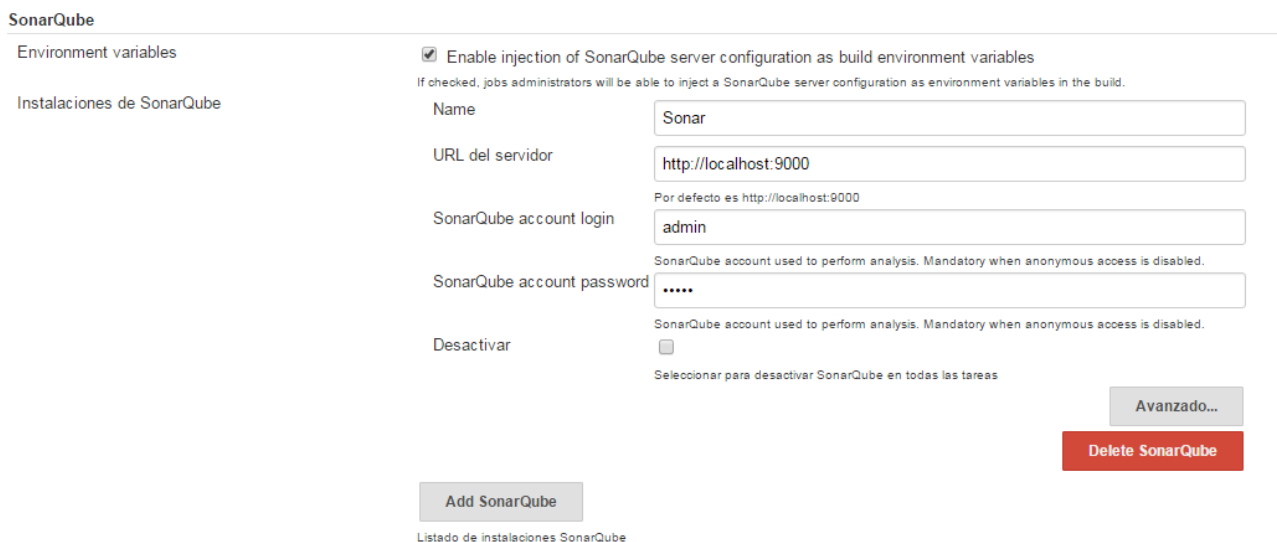 SonarQube
Environment variables
Enable injection of SonarQube server configuration as build environment variables
If checked, jobs administrators will be able to inject a SonarQube server configuration as environment variables in the build.
Instalaciones de SonarQube
Name
Sonar
URL del servidor
http://localhost:9000
Por defecto es http://localhost:9000
SonarQube account login
admin
SonarQube account used to perform analysis. Mandatory when anonymous access is disabled.
SonarQube account password
•••••
SonarQube account used to perform analysis. Mandatory when anonymous access is disabled.
Desactivar
Seleccionar para desactivar SonarQube en todas las tareas
Avanzado...
Delete SonarQube
Add SonarQube
Listado de instalaciones SonarQube